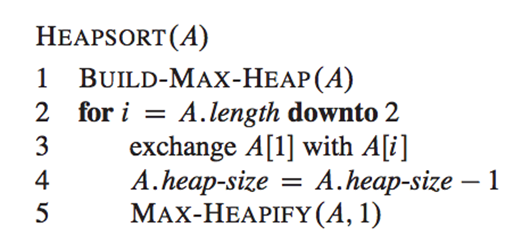 HEAPSORT(A)
1 BUILD-MAX-HEAP(A)
2 for i = A.length downto 2
3 exchange A[1] with A[i]
4 A.heap-size = A.heap-size − 1
5 MAX-HEAPIFY(A, 1)